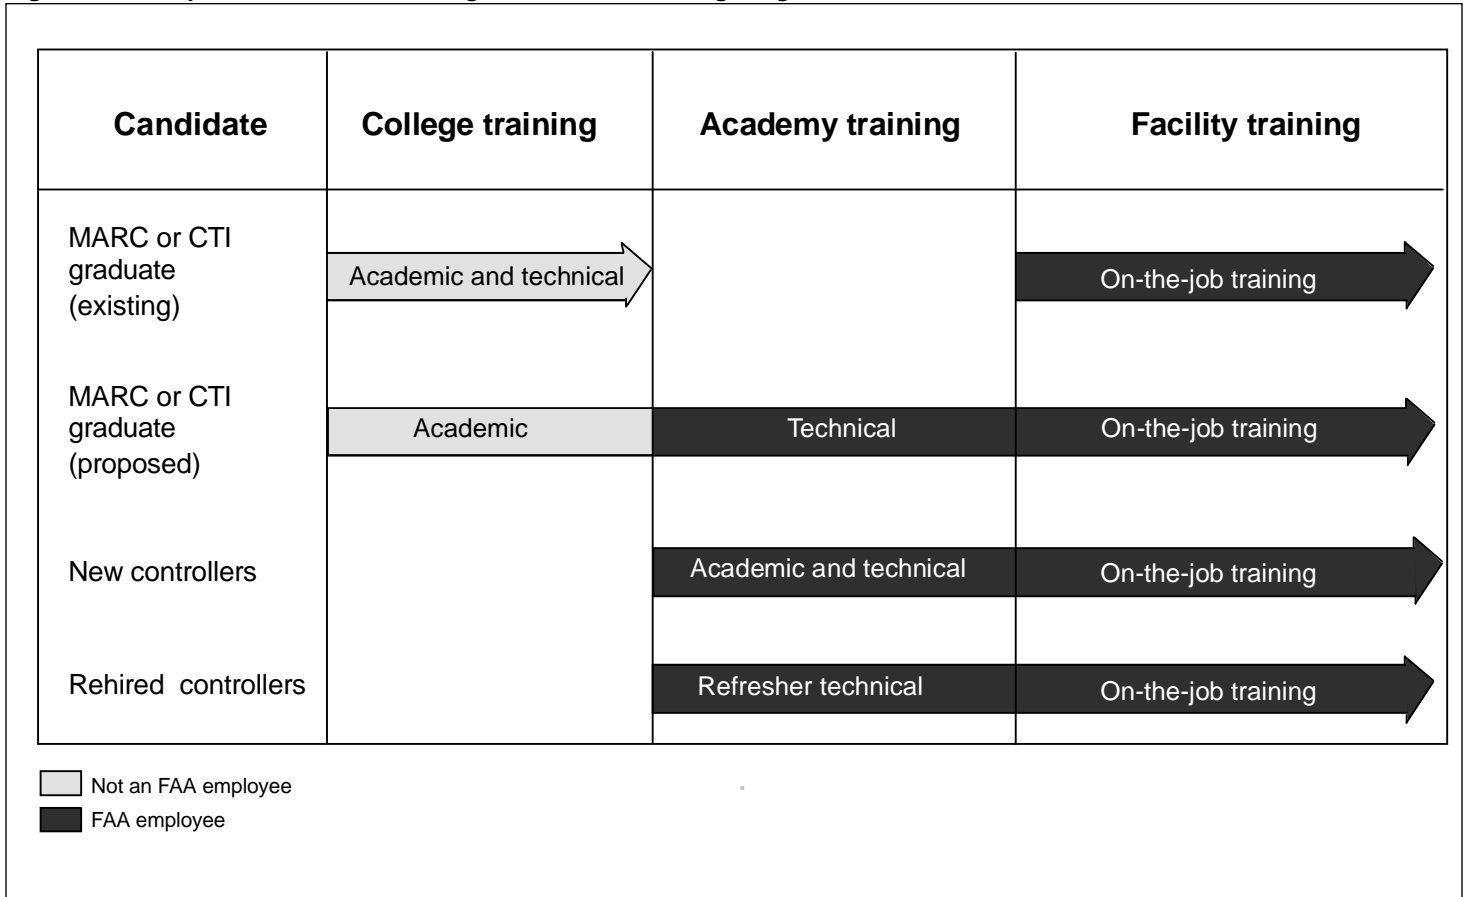 Candidate
College training
Academy training
Facility training
MARC or CTI
graduate
(existing)
Academic and technical
On-the-job training
MARC or CTI
graduate
(proposed)
Academic
Technical
On-the-job training
New controllers
Academic and technical
On-the-job training
Rehired controllers
Refresher technical
On-the-job training
Not an FAA employee
FAA employee